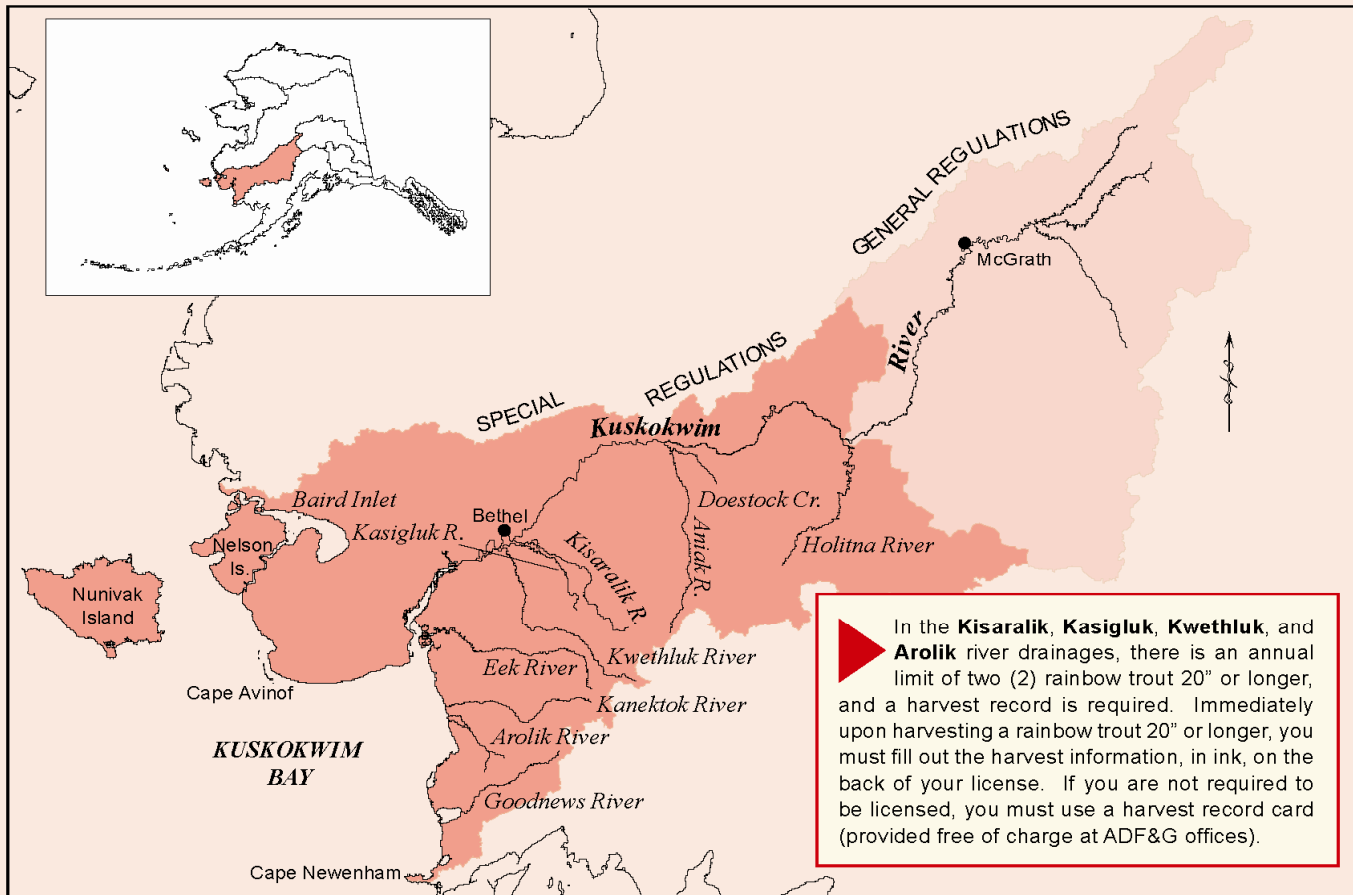 GENERAL REGULATIONS
McGrath
River
SPECIAL REGULATIONS
Kuskokwim
Baird Inlet
Bethel
Doestock Cr.
Kasigluk R.
Kisaralik R.
Aniak R.
Holitna River
Nelson
Is.
Nunivak
Island
Kwethluk River
Eek River
Cape Avinof
Kanektok River
Arolik River
KUSKOKWIM
BAY
Goodnews River
Cape Newenham
In the Kisaralik, Kasigluk, Kwethluk, and
Arolik river drainages, there is an annual
limit of two (2) rainbow trout 20” or longer,
and a harvest record is required. Immediately
upon harvesting a rainbow trout 20” or longer, you
must fill out the harvest information, in ink, on the
back of your license. If you are not required to
be licensed, you must use a harvest record card
(provided free of charge at ADF&G offices).